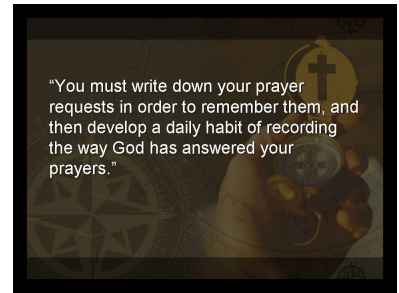 “You must write down your prayer
requests in order to remember them, and
then develop a daily habit of recording
the way God has answered your
prayers.”